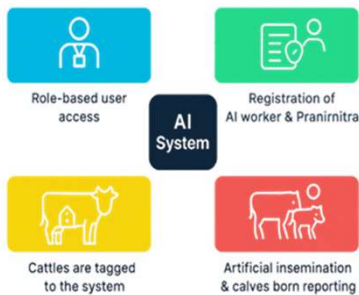 Role-based user
access
Registration of
AI worker & Pranirnitra
AI
System
Cattles are tagged
to the system
Artificial insemination
& calves born reporting